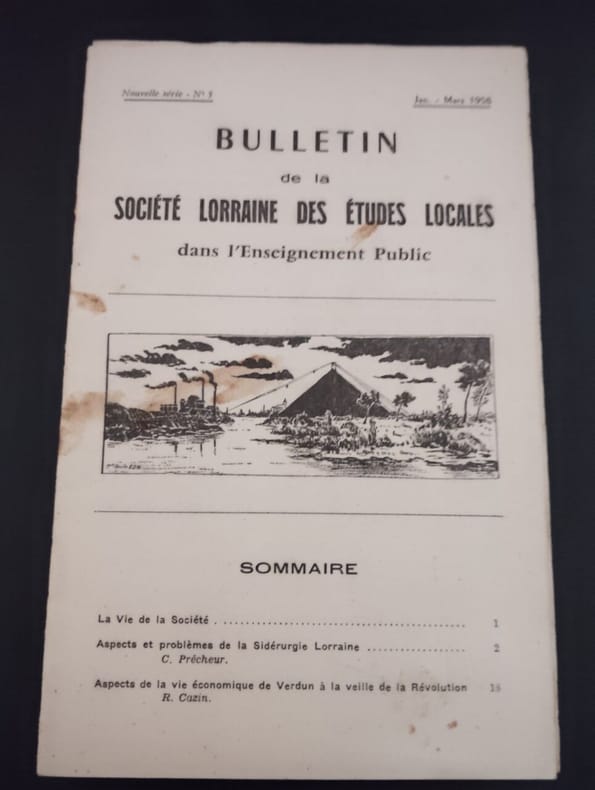 Nouvelle série - N° 5
Jan. - Mars 1956
BULLETIN
de la
SOCIÉTÉ LORRAINE DES ÉTUDES LOCALES
dans l'Enseignement Public
SOMMAIRE
La Vie de la Société . . . . . . . . . . . . . . . . . . . . . . . . . . . . . . 1
Aspects et problèmes de la Sidérurgie Lorraine . . . . . . . . . . . . . . . . 2
C. Précheur.
Aspects de la vie économique de Verdun à la veille de la Révolution
R. Cazin.